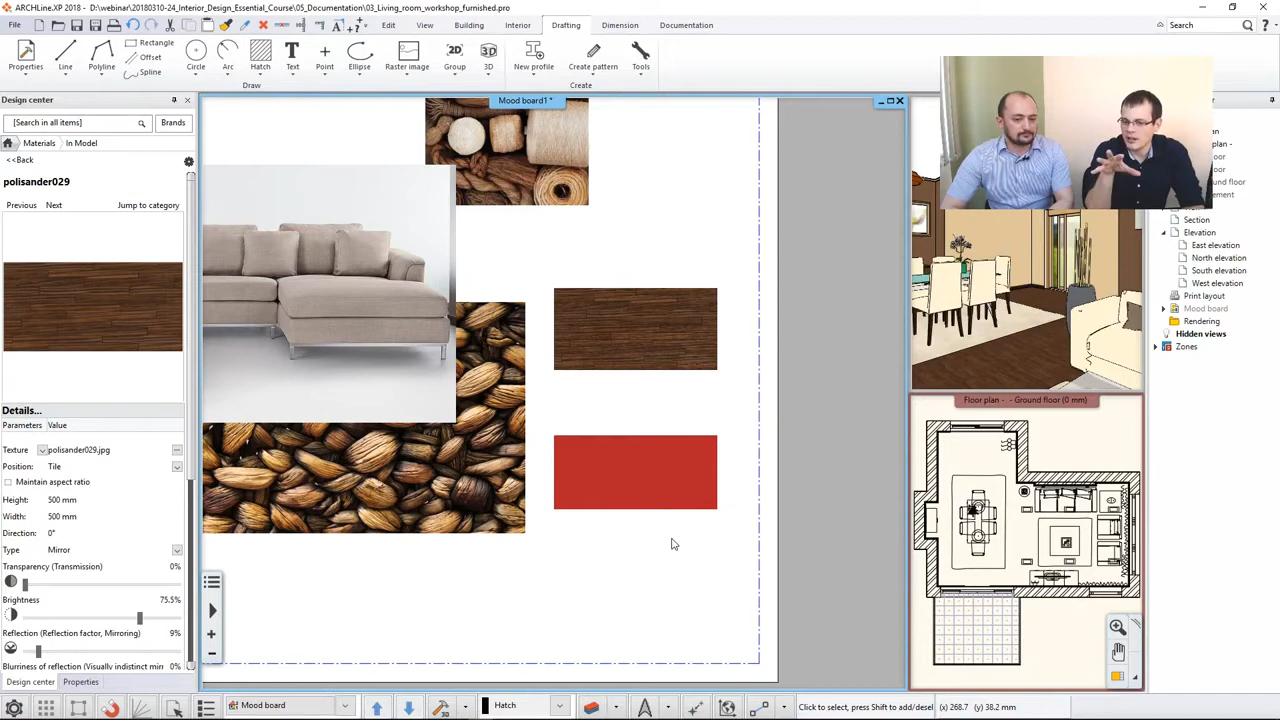 ARCHLine.XP 2018 - D:\webinar\20180310-24_Interior_Design_Essential_Course\05_Documentation\03_Living_room_workshop_furnished.pro
File Edit View Building Interior Drafting Dimension Documentation Search
Properties Line Polyline Rectangle Offset Spline Circle Arc Hatch Text Point Ellipse Raster image Group 3D New profile Create pattern Tools
Draw Create
Design center
[Search in all items] Brands
Materials In Model
<<Back
polisander029
Previous Next Jump to category
Details...
Parameters Value
Texture polisander029.jpg
Position: Tile
Maintain aspect ratio
Height: 500 mm
Width: 500 mm
Direction: 0°
Type Mirror
Transparency (Transmission) 0%
Brightness 75.5%
Reflection (Reflection factor, Mirroring) 9%
Blurriness of reflection (Visually indistinct mirr 0%
Design center Properties
Mood board1 *
Floor plan - - Ground floor (0 mm)
Section
Elevation
East elevation
North elevation
South elevation
West elevation
Print layout
Mood board
Rendering
Hidden views
Zones
Mood board
Hatch
Click to select, press Shift to add/desel
(x) 268.7 (y) 38.2 mm